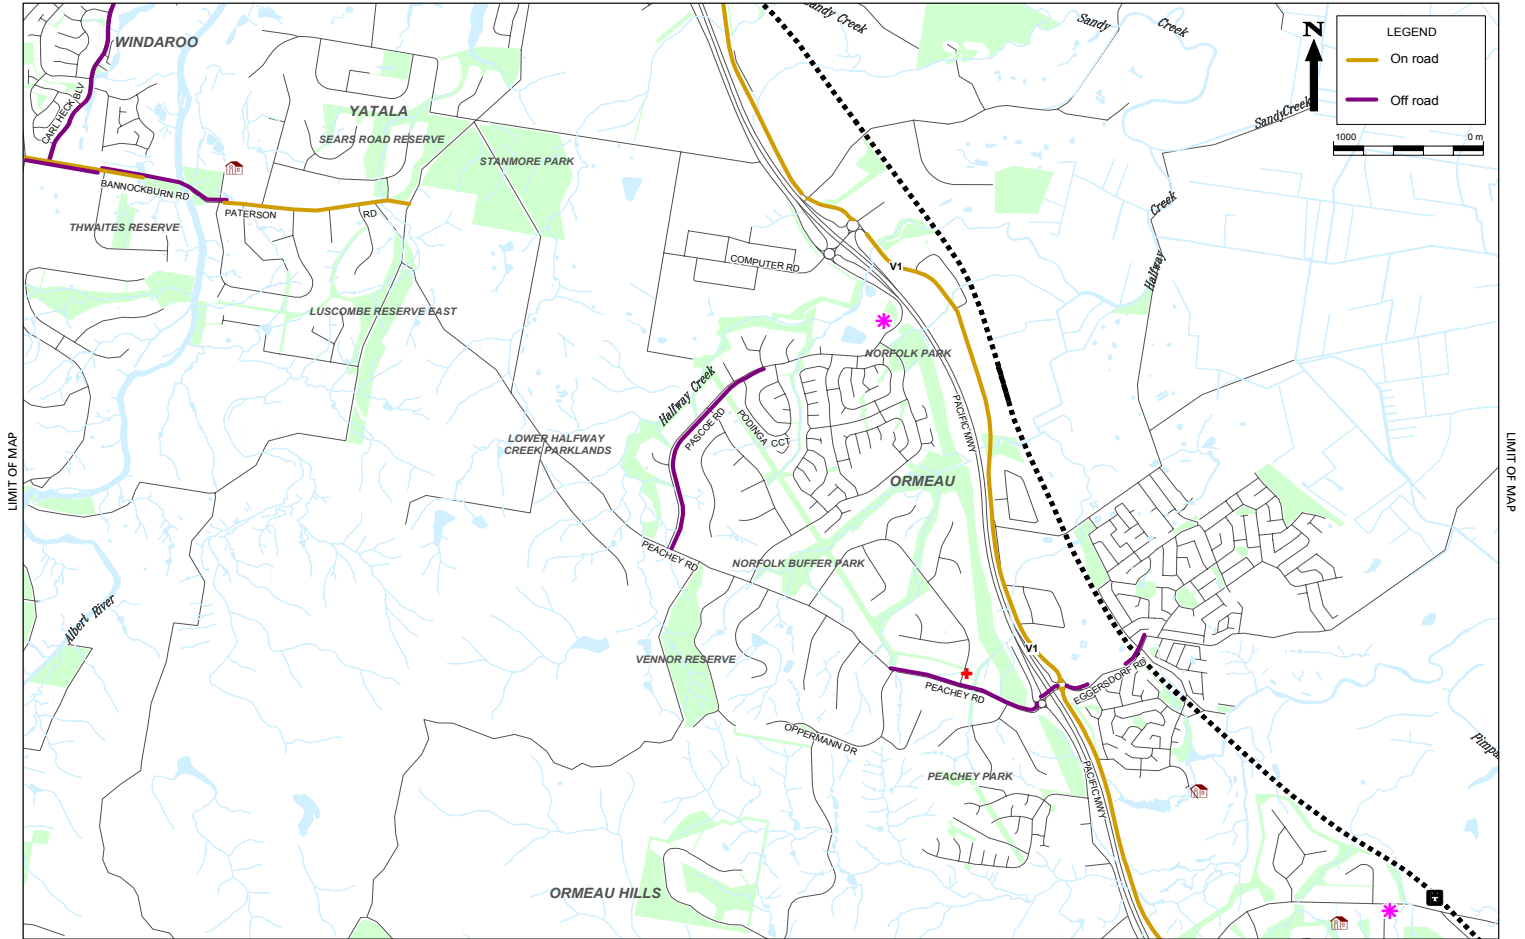 WINDAROO
Sandy Creek
Sandy
Creek
N
LEGEND
On road
Off road
1000
0 m
CARL HECK BLV
YATALA
SEARS ROAD RESERVE
STANMORE PARK
SandyCreek
BANNOCKBURN RD
PATERSON
RD
THWAITES RESERVE
Creek
Halfway
COMPUTER RD
V1
LUSCOMBE RESERVE EAST
NORFOLK PARK
Halfway Creek
PASCOE RD
PODINGA
CCT
PACIFIC MWY
LOWER HALFWAY
CREEK PARKLANDS
ORMEAU
LIMIT OF MAP
LIMIT OF MAP
PEACHEY RD
NORFOLK BUFFER PARK
Albert River
VENNOR RESERVE
V1
PEACHEY RD
EGGERSDORF RD
OPPERMANN DR
PEACHEY PARK
PACIFIC MWY
ORMEAU HILLS